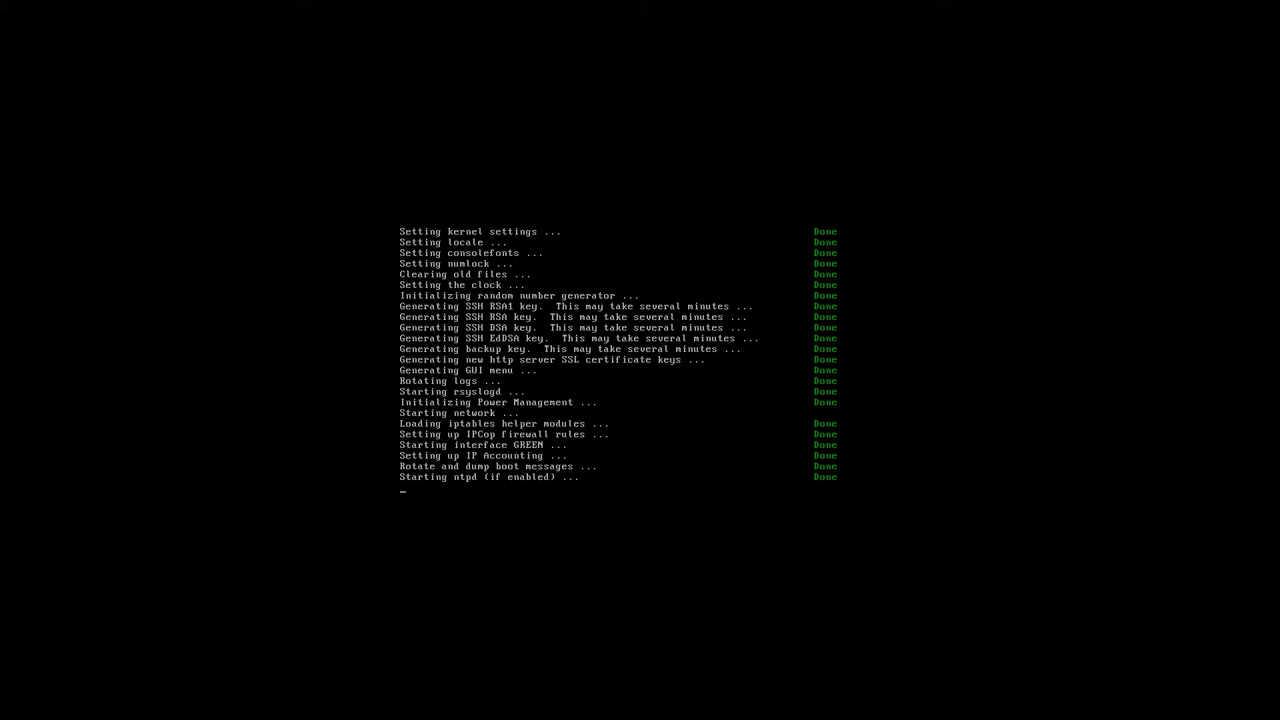 Setting kernel settings ... Done
Setting locale ... Done
Setting consolefonts ... Done
Setting numlock ... Done
Clearing old files ... Done
Setting the clock ... Done
Initializing random number generator ... Done
Generating SSH RSA1 key.  This may take several minutes ... Done
Generating SSH RSA key.  This may take several minutes ... Done
Generating SSH DSA key.  This may take several minutes ... Done
Generating SSH EdDSA key.  This may take several minutes ... Done
Generating backup key.  This may take several minutes ... Done
Generating new http server SSL certificate keys ... Done
Generating GUI menu ... Done
Rotating logs ... Done
Starting rsyslogd ... Done
Initializing Power Management ... Done
Starting network ...
Loading iptables helper modules ... Done
Setting up IPCop firewall rules ... Done
Starting interface GREEN ... Done
Setting up IP Accounting ... Done
Rotate and dump boot messages ... Done
Starting ntpd (if enabled) ... Done